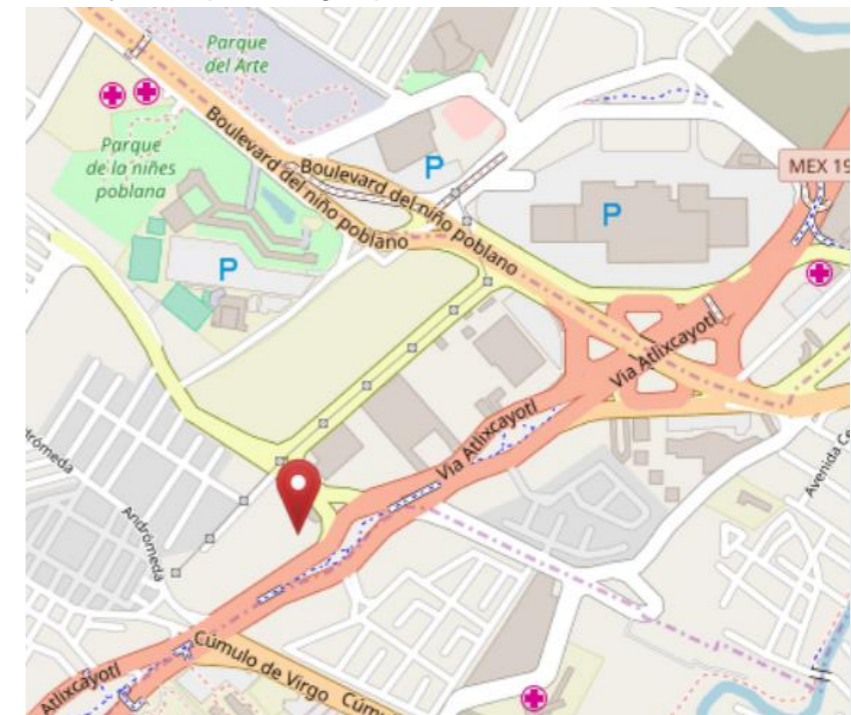 Parque
del Arte
Parque
de la niñes
poblana
Boulevard del niño poblano
Boulevard del niño poblano
P
P
P
MEX 19
Vía Atlixcayotl
Vía Atlixcayotl
Andrómeda
Avenida Ce
Atlixcayotl
Cúmulo de Virgo